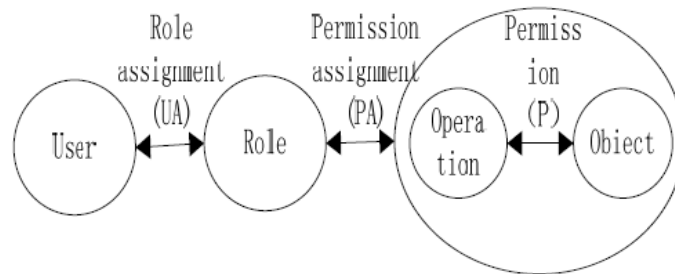 Role
assignment
(UA)
Permission
assignment
(PA)
Permiss
ion
(P)
User
Role
Opera
tion
Obiect